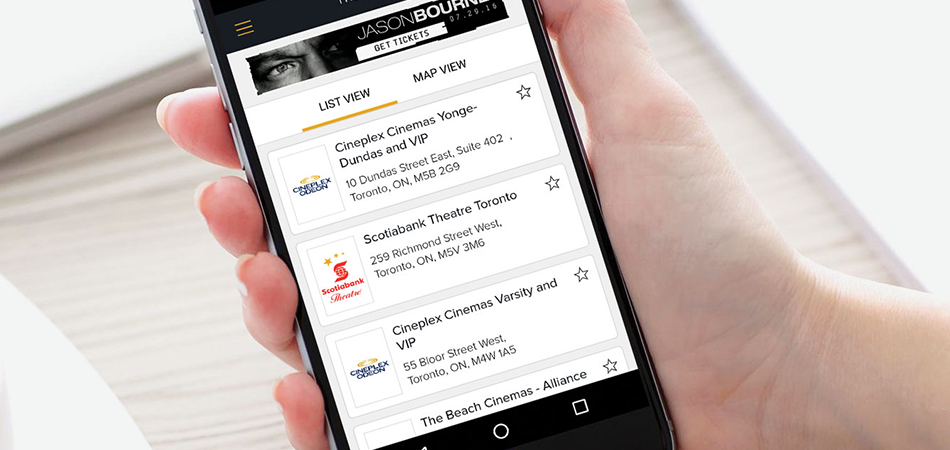 JASON BOURNE
07.29.16
GET TICKETS
LIST VIEW
MAP VIEW
Cineplex Cinemas Yonge-
Dundas and VIP
10 Dundas Street East, Suite 402 ,
Toronto, ON, M5B 2G9
CINEPLEX
ODEON
Scotiabank Theatre Toronto
259 Richmond Street West,
Toronto, ON, M5V 3M6
Scotiabank
Theatre
Cineplex Cinemas Varsity and
VIP
55 Bloor Street West,
Toronto, ON, M4W 1A5
CINEPLEX
ODEON
The Beach Cinemas - Alliance